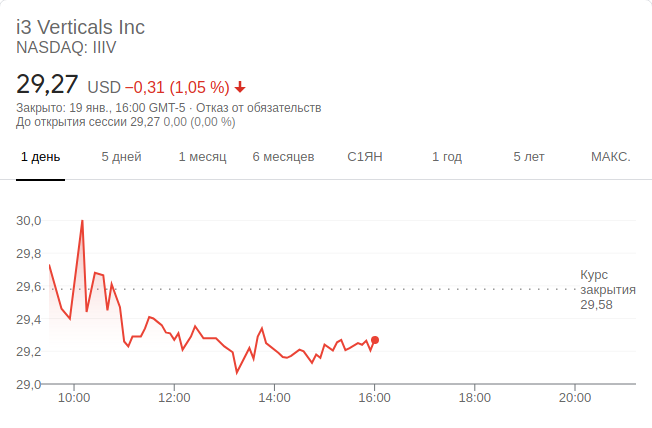 i3 Verticals Inc
NASDAQ: IIIV
29,27 USD −0,31 (1,05 %)
Закрыто: 19 янв., 16:00 GMT-5 · Отказ от обязательств
До открытия сессии 29,27 0,00 (0,00 %)
1 день 5 дней 1 месяц 6 месяцев С1ЯН 1 год 5 лет МАКС.
30,0
29,8
29,6
29,4
29,2
29,0
Курс
закрытия
29,58
10:00 12:00 14:00 16:00 18:00 20:00